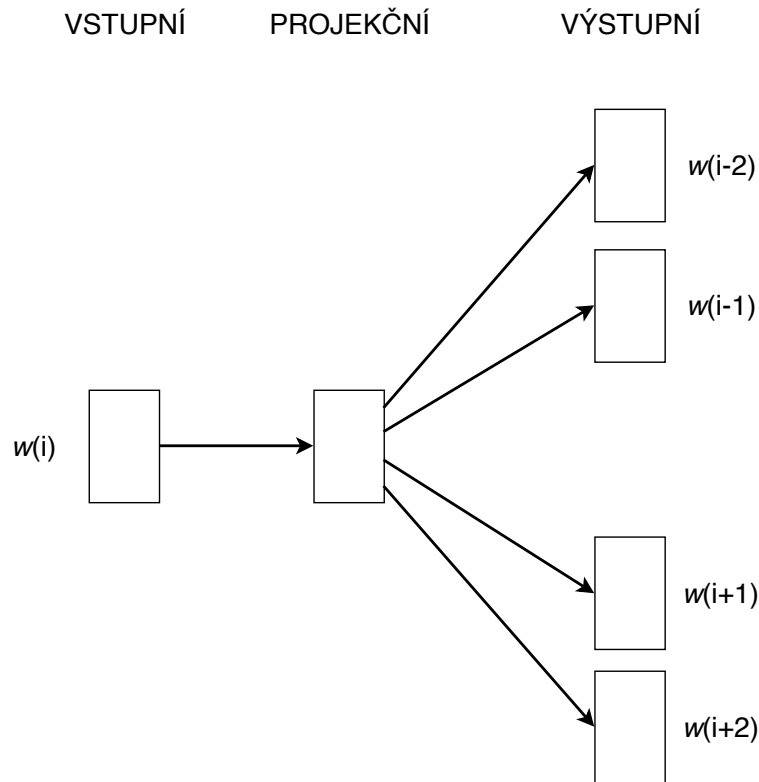 VSTUPNÍ PROJEKČNÍ VÝSTUPNÍ
w(i-2)
w(i-1)
w(i)
w(i+1)
w(i+2)